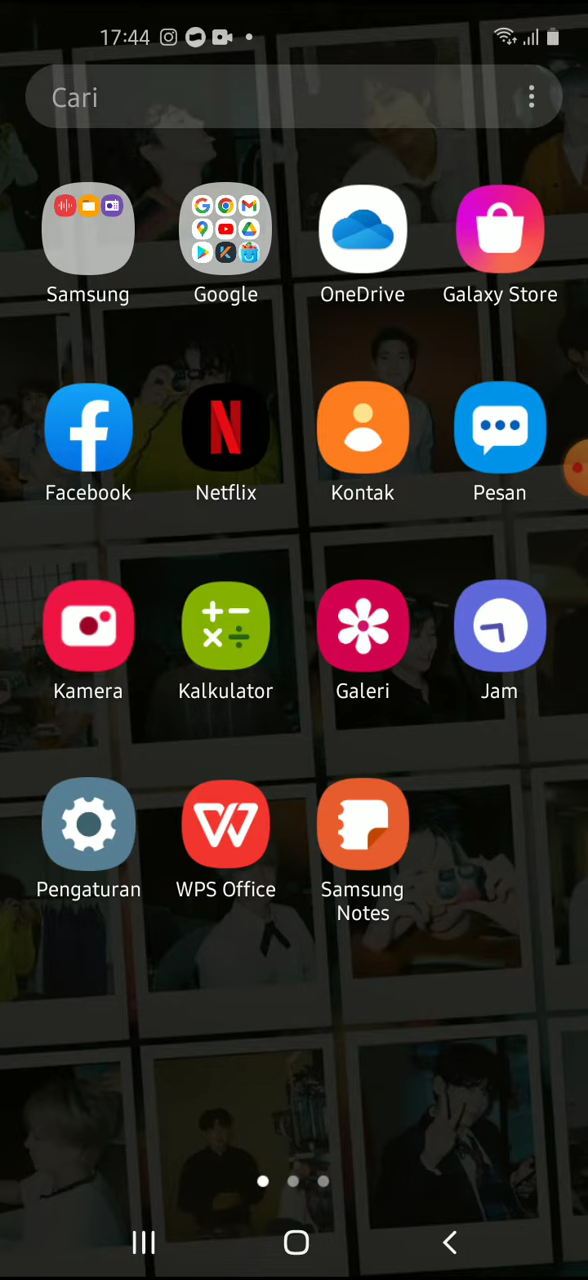 17:44
Cari
Samsung
Google
OneDrive
Galaxy Store
Facebook
Netflix
Kontak
Pesan
Kamera
Kalkulator
Galeri
Jam
Pengaturan
WPS Office
Samsung
Notes